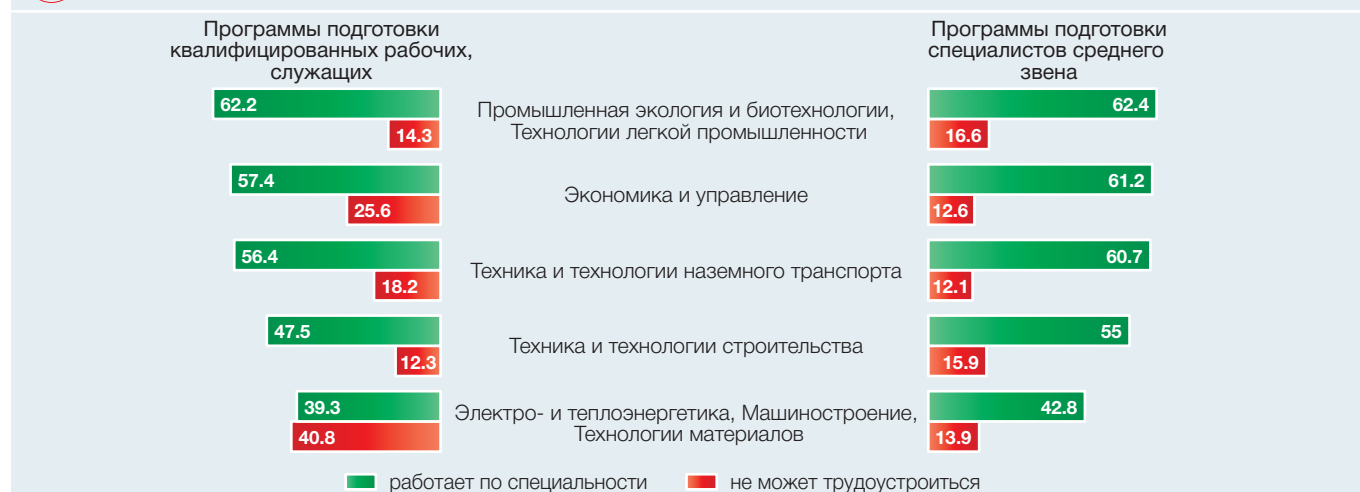 Программы подготовки
квалифицированных рабочих,
служащих
Программы подготовки
специалистов среднего
звена
62.2
14.3
Промышленная экология и биотехнологии,
Технологии легкой промышленности
62.4
16.6
57.4
25.6
Экономика и управление
61.2
12.6
56.4
18.2
Техника и технологии наземного транспорта
60.7
12.1
47.5
12.3
Техника и технологии строительства
55
15.9
39.3
40.8
Электро- и теплоэнергетика, Машиностроение,
Технологии материалов
42.8
13.9
работает по специальности
не может трудоустроиться